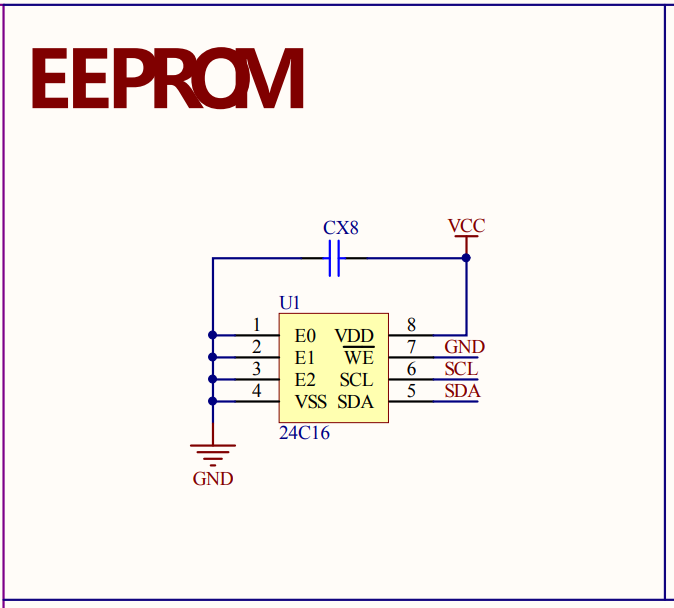 EEPROM
CX8
VCC
U1
1 E0 VDD 8
2 E1 WE 7 GND
3 E2 SCL 6 SCL
4 VSS SDA 5 SDA
24C16
GND